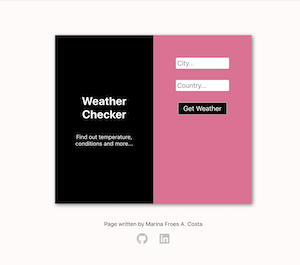 Weather
Checker
Find out temperature,
conditions and more...
City...
Country...
Get Weather
Page written by Marina Froes A. Costa